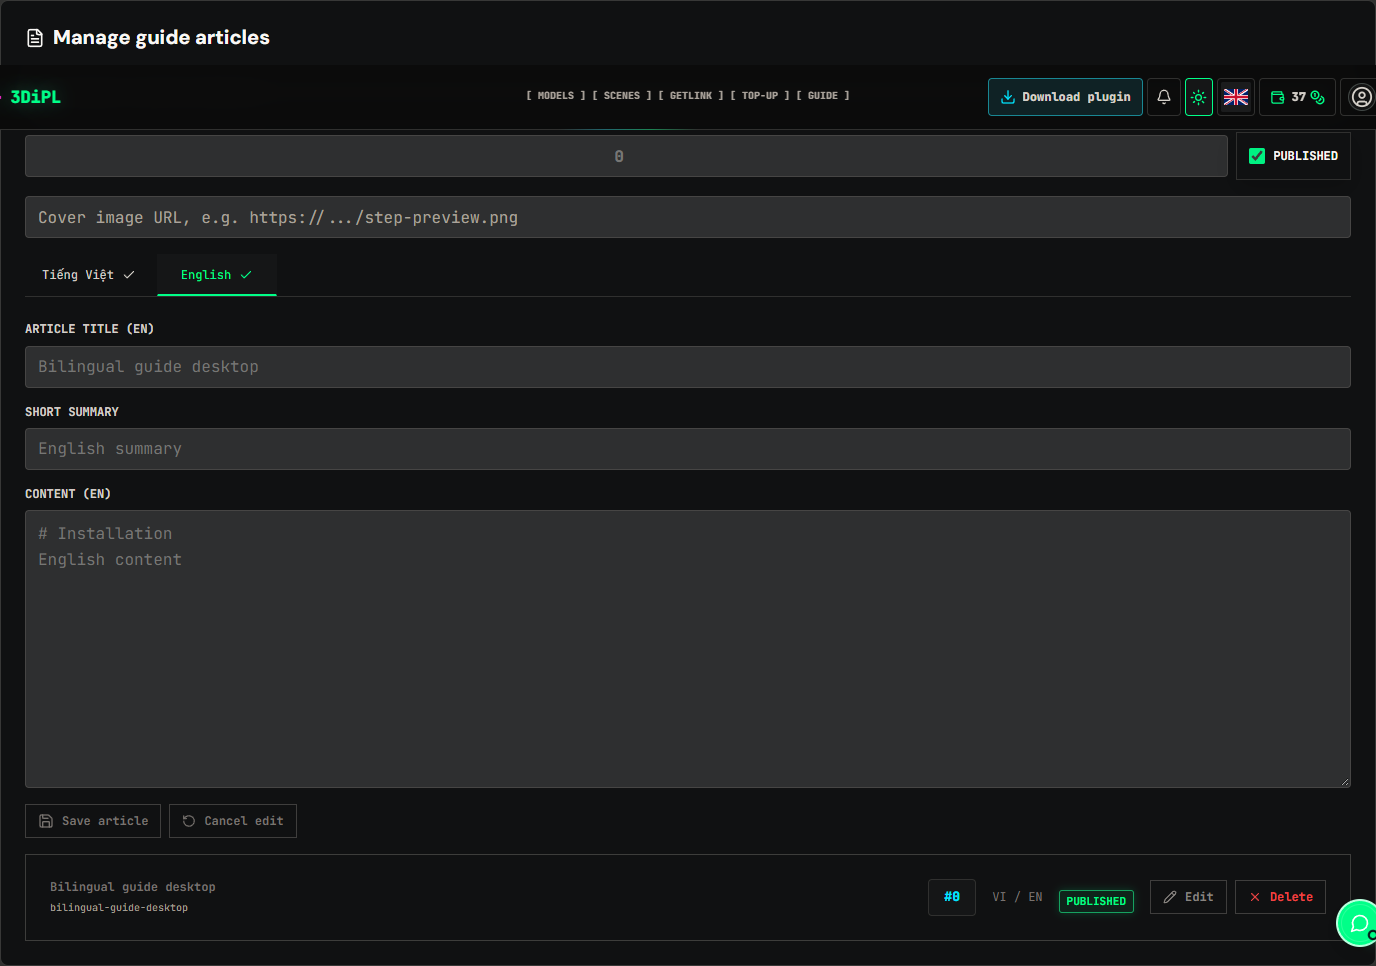 Manage guide articles
3DiPL
[ MODELS ] [ SCENES ] [ GETLINK ] [ TOP-UP ] [ GUIDE ]
Download plugin
37
0
PUBLISHED
Cover image URL, e.g. https://.../step-preview.png
Tiếng Việt
English
ARTICLE TITLE (EN)
Bilingual guide desktop
SHORT SUMMARY
English summary
CONTENT (EN)
# Installation
English content
Save article
Cancel edit
Bilingual guide desktop
bilingual-guide-desktop
#0
VI / EN
PUBLISHED
Edit
Delete